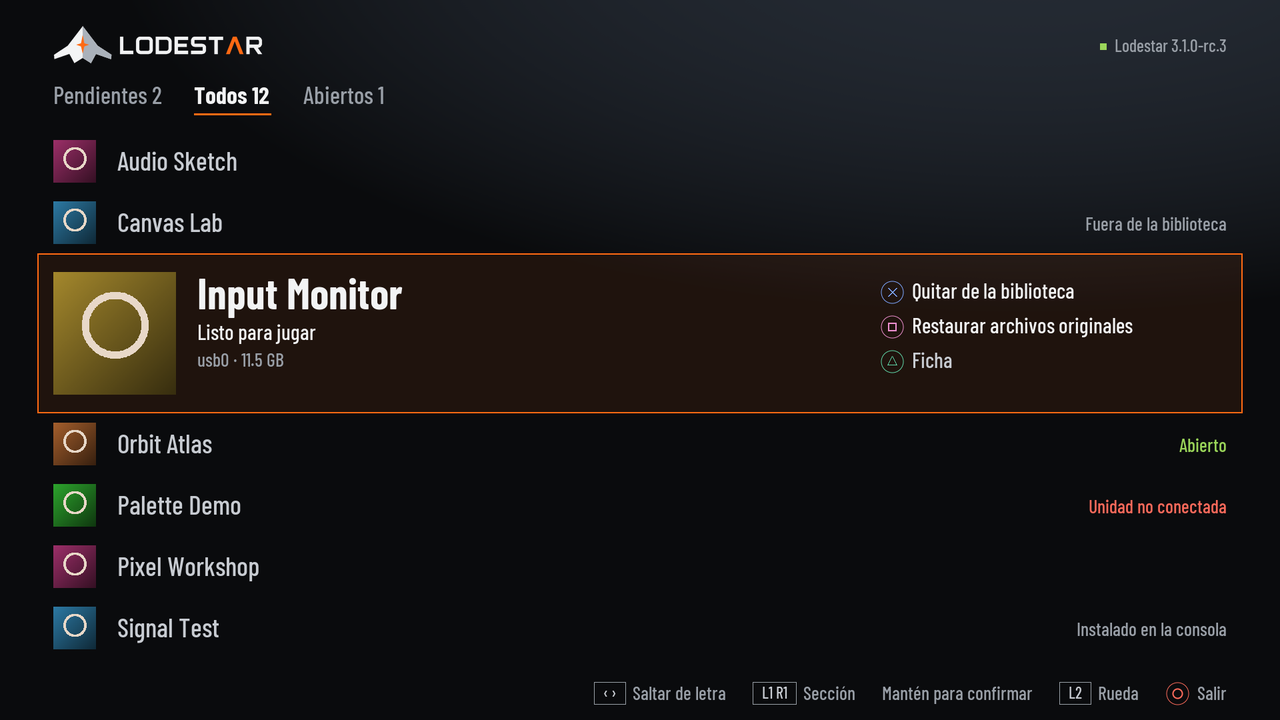 LODESTAR
Lodestar 3.1.0-rc.3
Pendientes 2
Todos 12
Abiertos 1
Audio Sketch
Canvas Lab
Fuera de la biblioteca
Input Monitor
Listo para jugar
usb0 · 11.5 GB
Quitar de la biblioteca
Restaurar archivos originales
Ficha
Orbit Atlas
Abierto
Palette Demo
Unidad no conectada
Pixel Workshop
Signal Test
Instalado en la consola
‹ › Saltar de letra
L1 R1 Sección
Mantén para confirmar
L2 Rueda
Salir